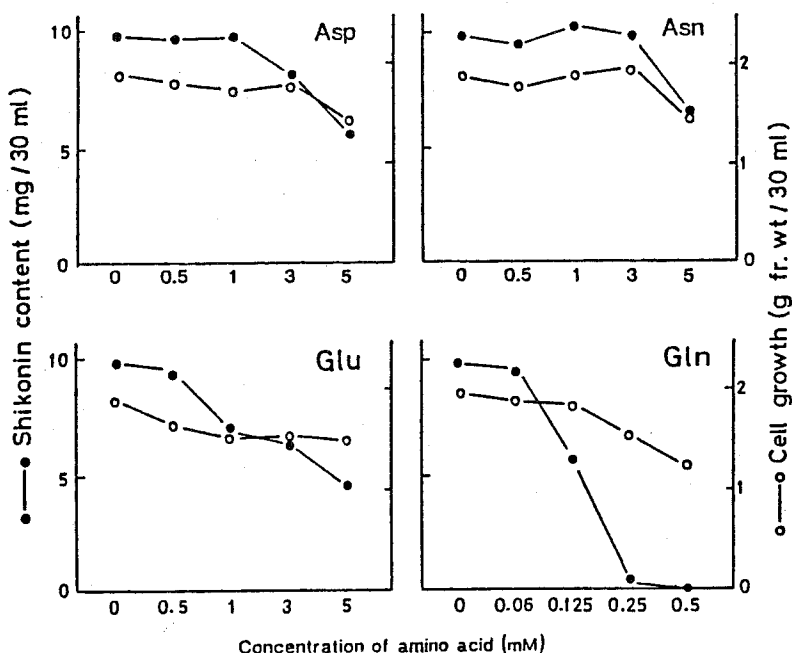 Asp
Asn
10
5
0
2
1
0
0 0.5 1 3 5
0 0.5 1 3 5
Glu
Gln
10
5
0
2
1
0
0 0.5 1 3 5
0 0.06 0.125 0.25 0.5
Shikonin content (mg/30 ml)
Cell growth (g fr. wt/30 ml)
Concentration of amino acid (mM)